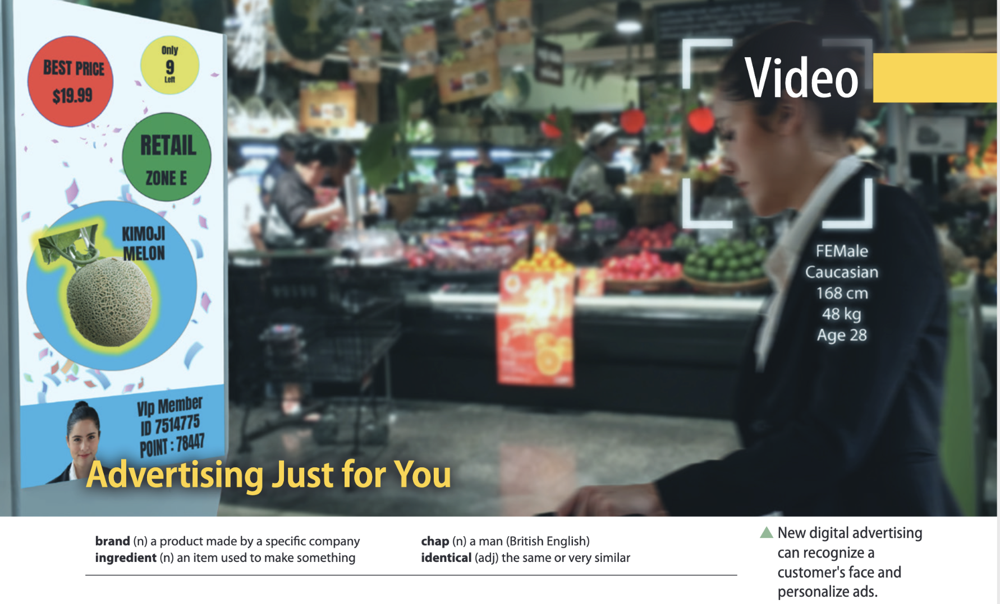 BEST PRICE
$19.99
Only
9
Left
RETAIL
ZONE E
KIMOJI
MELON
VIp Member
ID 7514775
POINT : 78447
Video
FEMale
Caucasian
168 cm
48 kg
Age 28
Advertising Just for You
brand (n) a product made by a specific company
ingredient (n) an item used to make something
chap (n) a man (British English)
identical (adj) the same or very similar
New digital advertising
can recognize a
customer's face and
personalize ads.